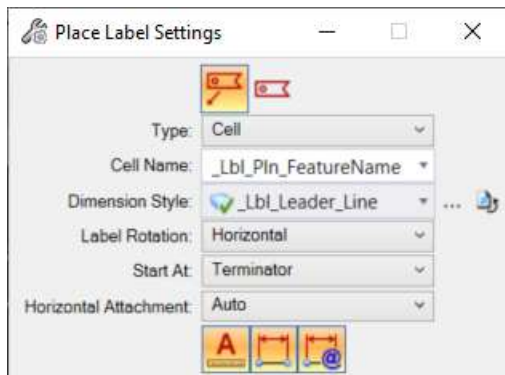 Place Label Settings
Type: Cell
Cell Name: _Lbl_Pln_FeatureName
Dimension Style: _Lbl_Leader_Line ...
Label Rotation: Horizontal
Start At: Terminator
Horizontal Attachment: Auto
A @